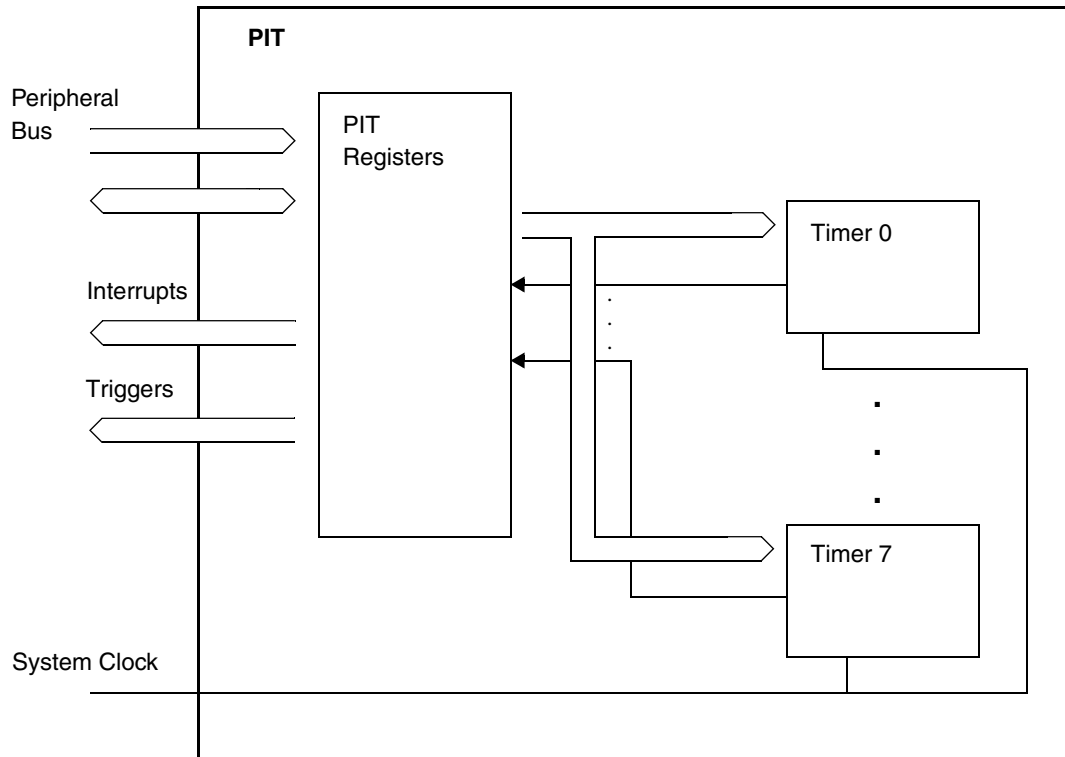 PIT
Peripheral
Bus
PIT
Registers
Timer 0
Interrupts
Triggers
Timer 7
System Clock